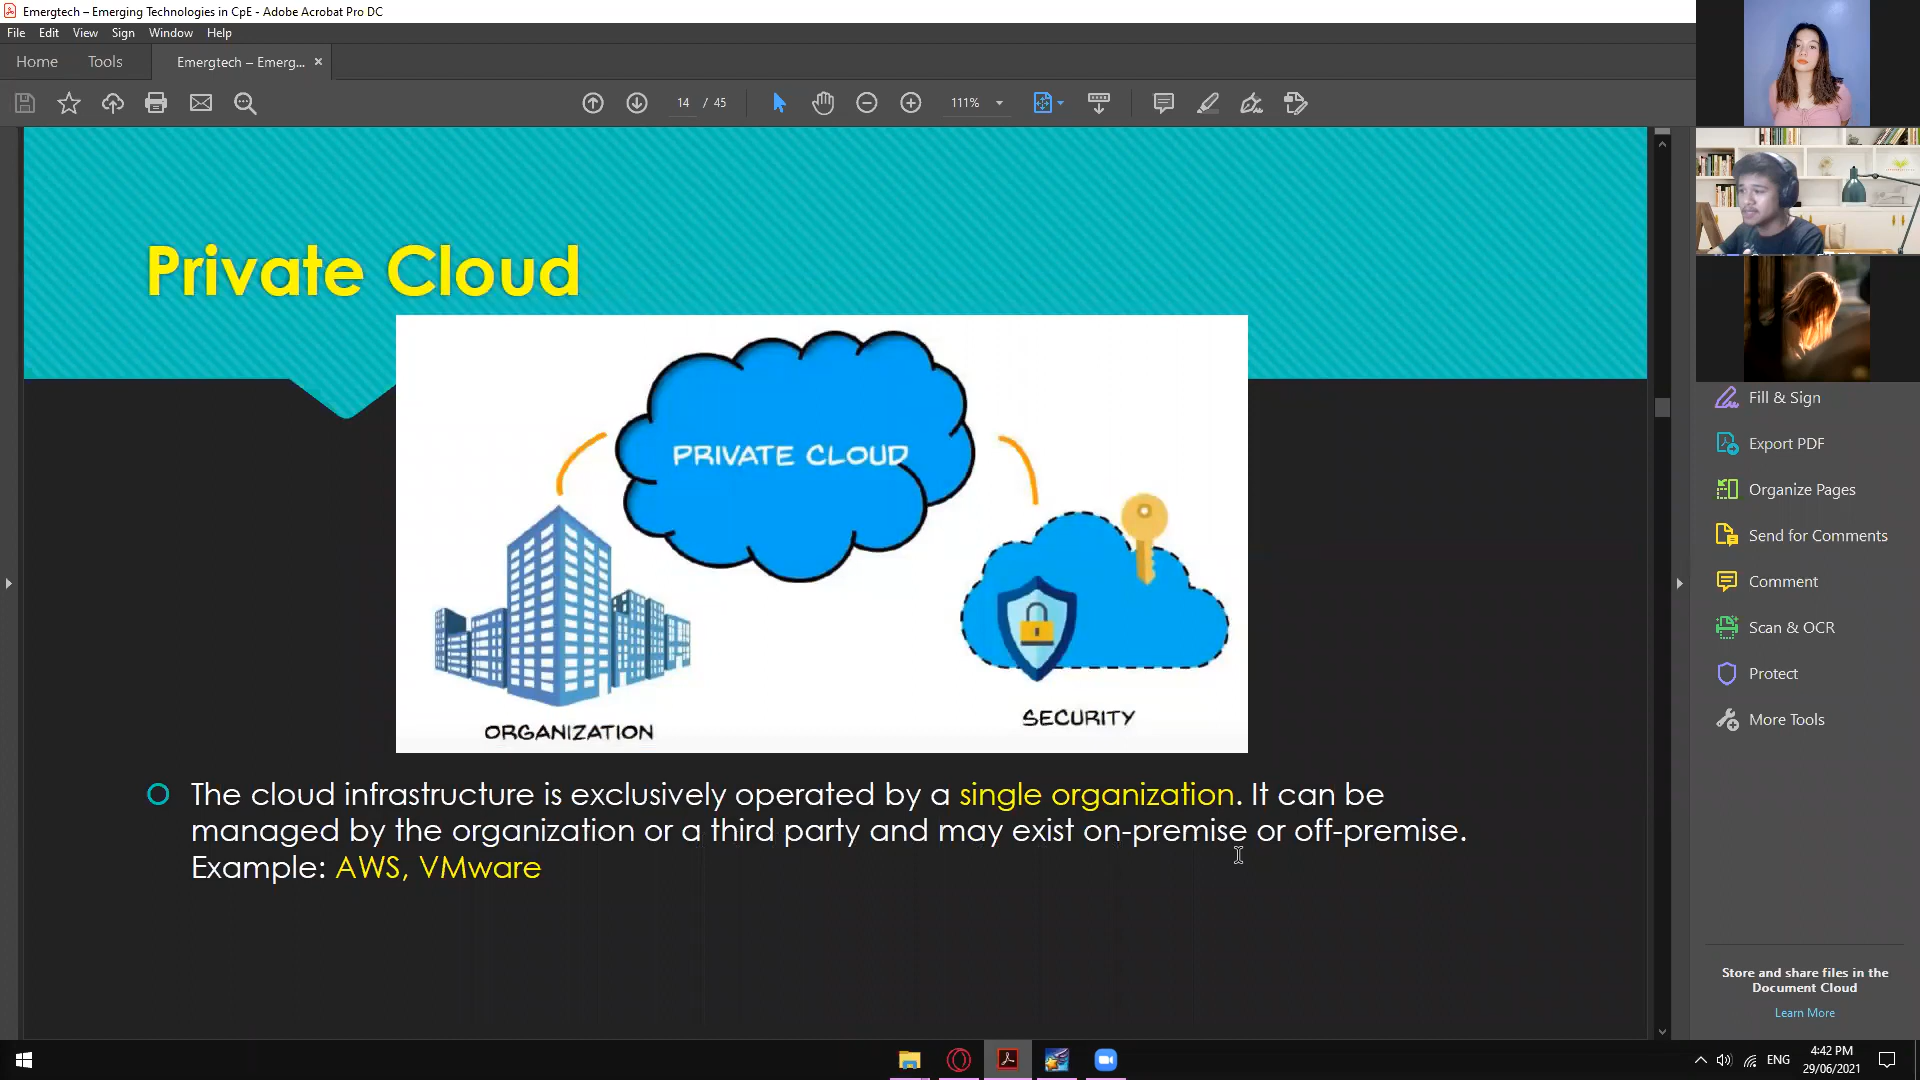 Emergtech – Emerging Technologies in CpE - Adobe Acrobat Pro DC
File Edit View Sign Window Help
Home Tools Emergtech – Emerg... ×
14 / 45 111%
Private Cloud
PRIVATE CLOUD
ORGANIZATION
SECURITY
The cloud infrastructure is exclusively operated by a single organization. It can be
managed by the organization or a third party and may exist on-premise or off-premise.
Example: AWS, VMware
Fill & Sign
Export PDF
Organize Pages
Send for Comments
Comment
Scan & OCR
Protect
More Tools
Store and share files in the
Document Cloud
Learn More
ENG
4:42 PM
29/06/2021